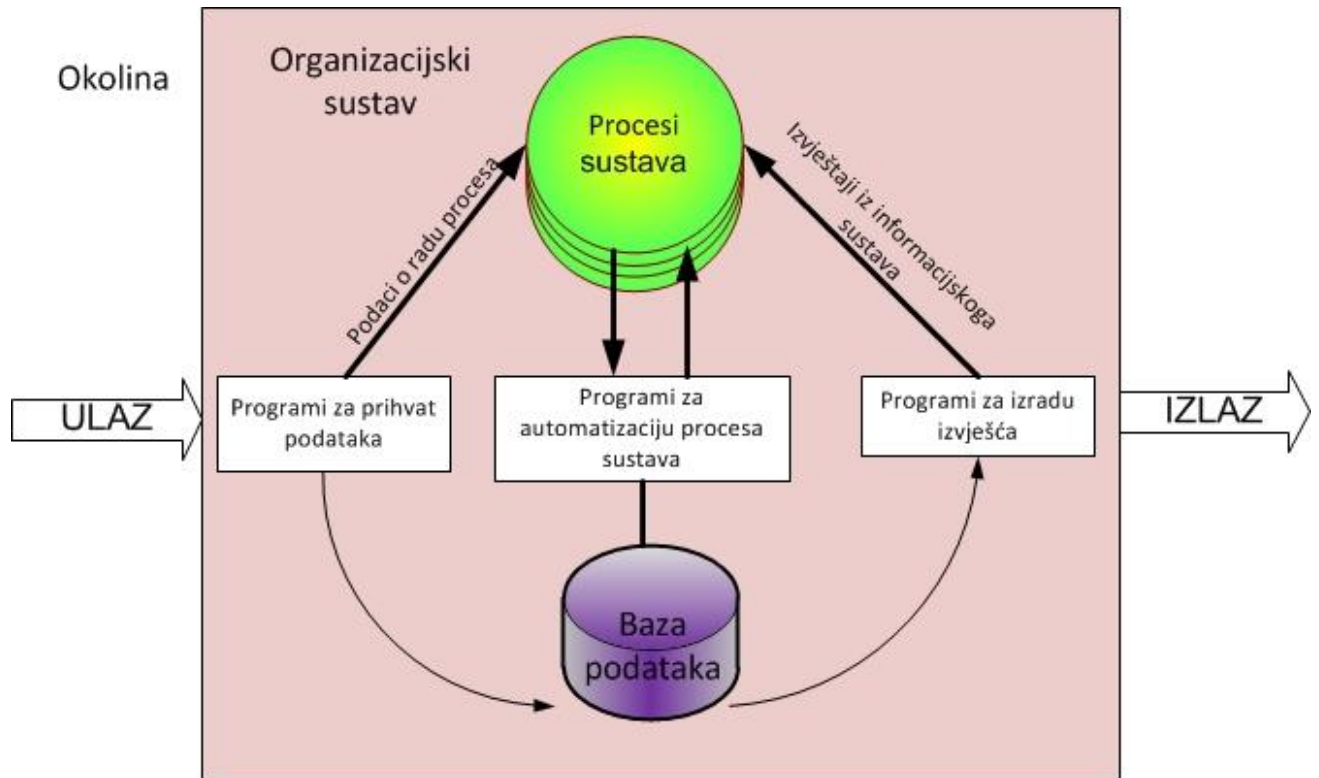 Okolina
Organizacijski
sustav
Procesi
sustava
Podaci o radu procesa
Izvještaji iz informacijskoga
sustava
ULAZ
Programi za prihvat
podataka
Programi za
automatizaciju procesa
sustava
Programi za izradu
izvješća
IZLAZ
Baza
podataka